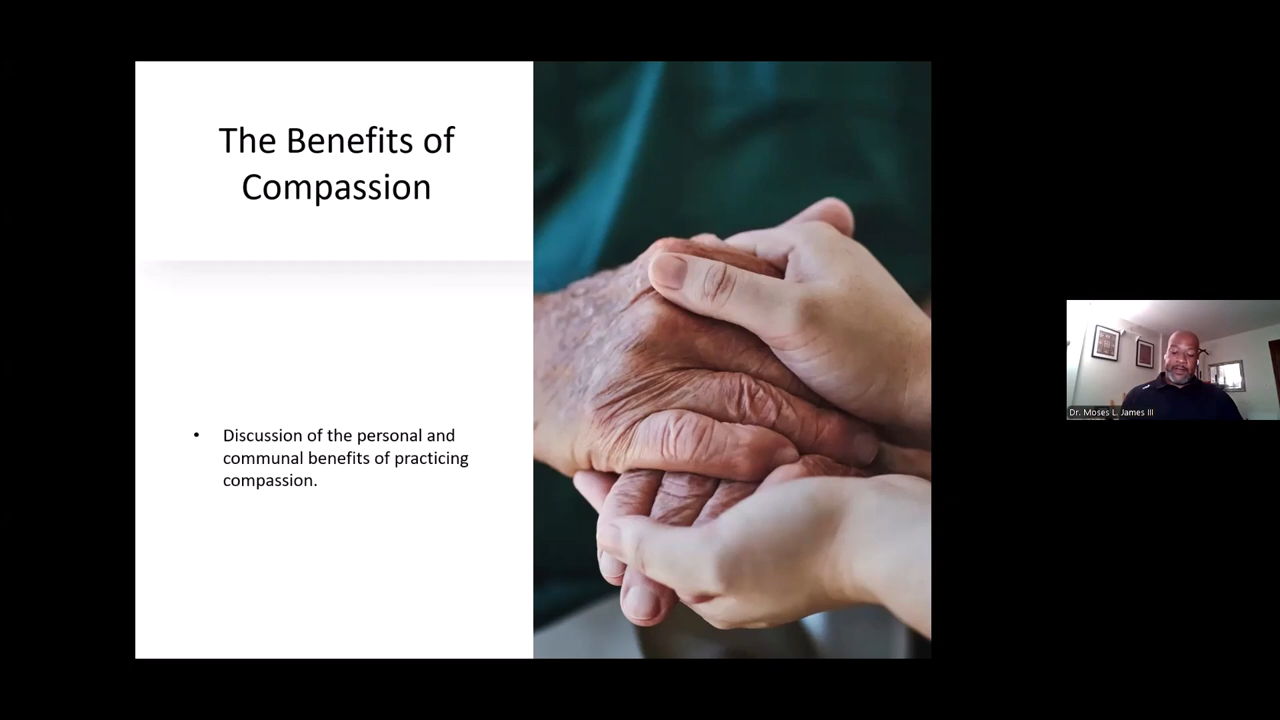 The Benefits of
Compassion
• Discussion of the personal and
communal benefits of practicing
compassion.
Dr. Moses L. James III